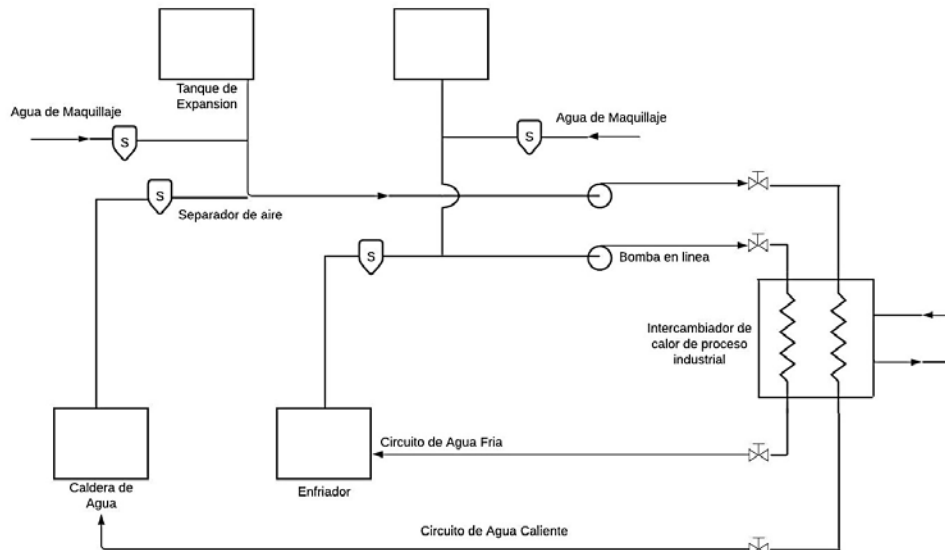 Tanque de
Expansion
Agua de Maquillaje
Agua de Maquillaje
S
S
S
Separador de aire
S
Bomba en linea
Intercambiador de
calor de proceso
industrial
Circuito de Agua Fria
Caldera de
Agua
Enfriador
Circuito de Agua Caliente